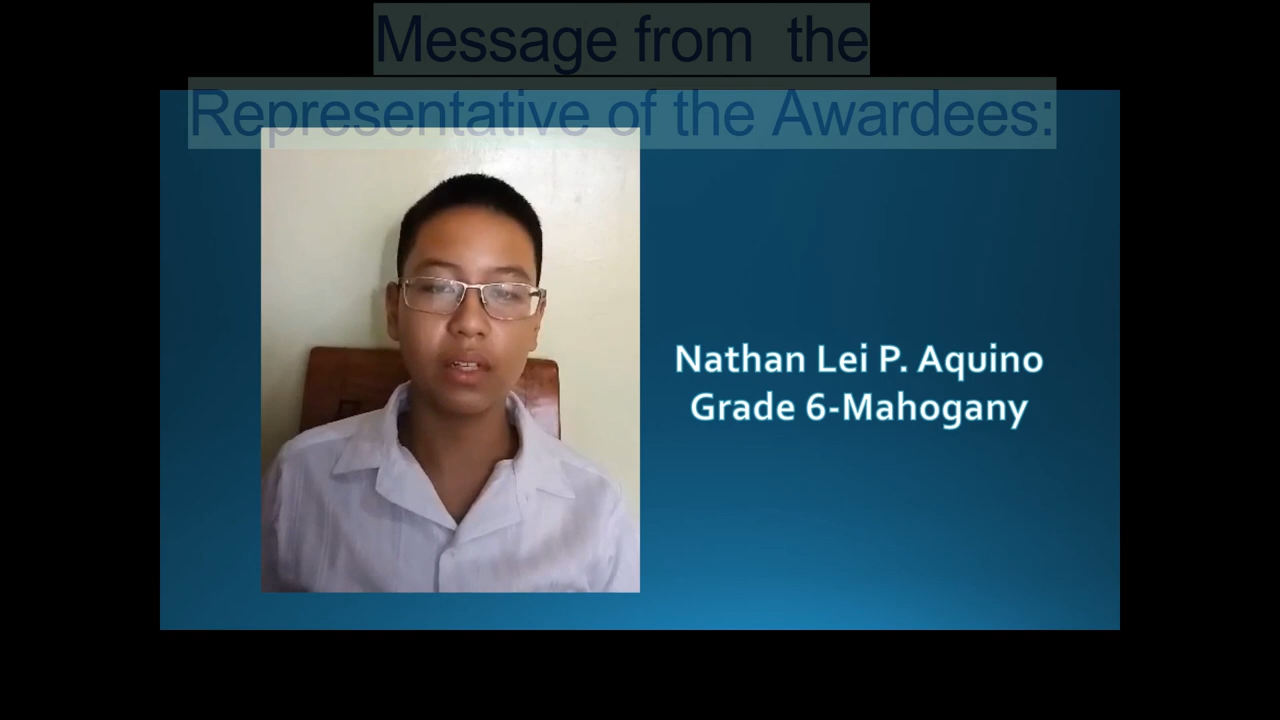 Message from  the
Representative of the Awardees:
Nathan Lei P. Aquino
Grade 6-Mahogany